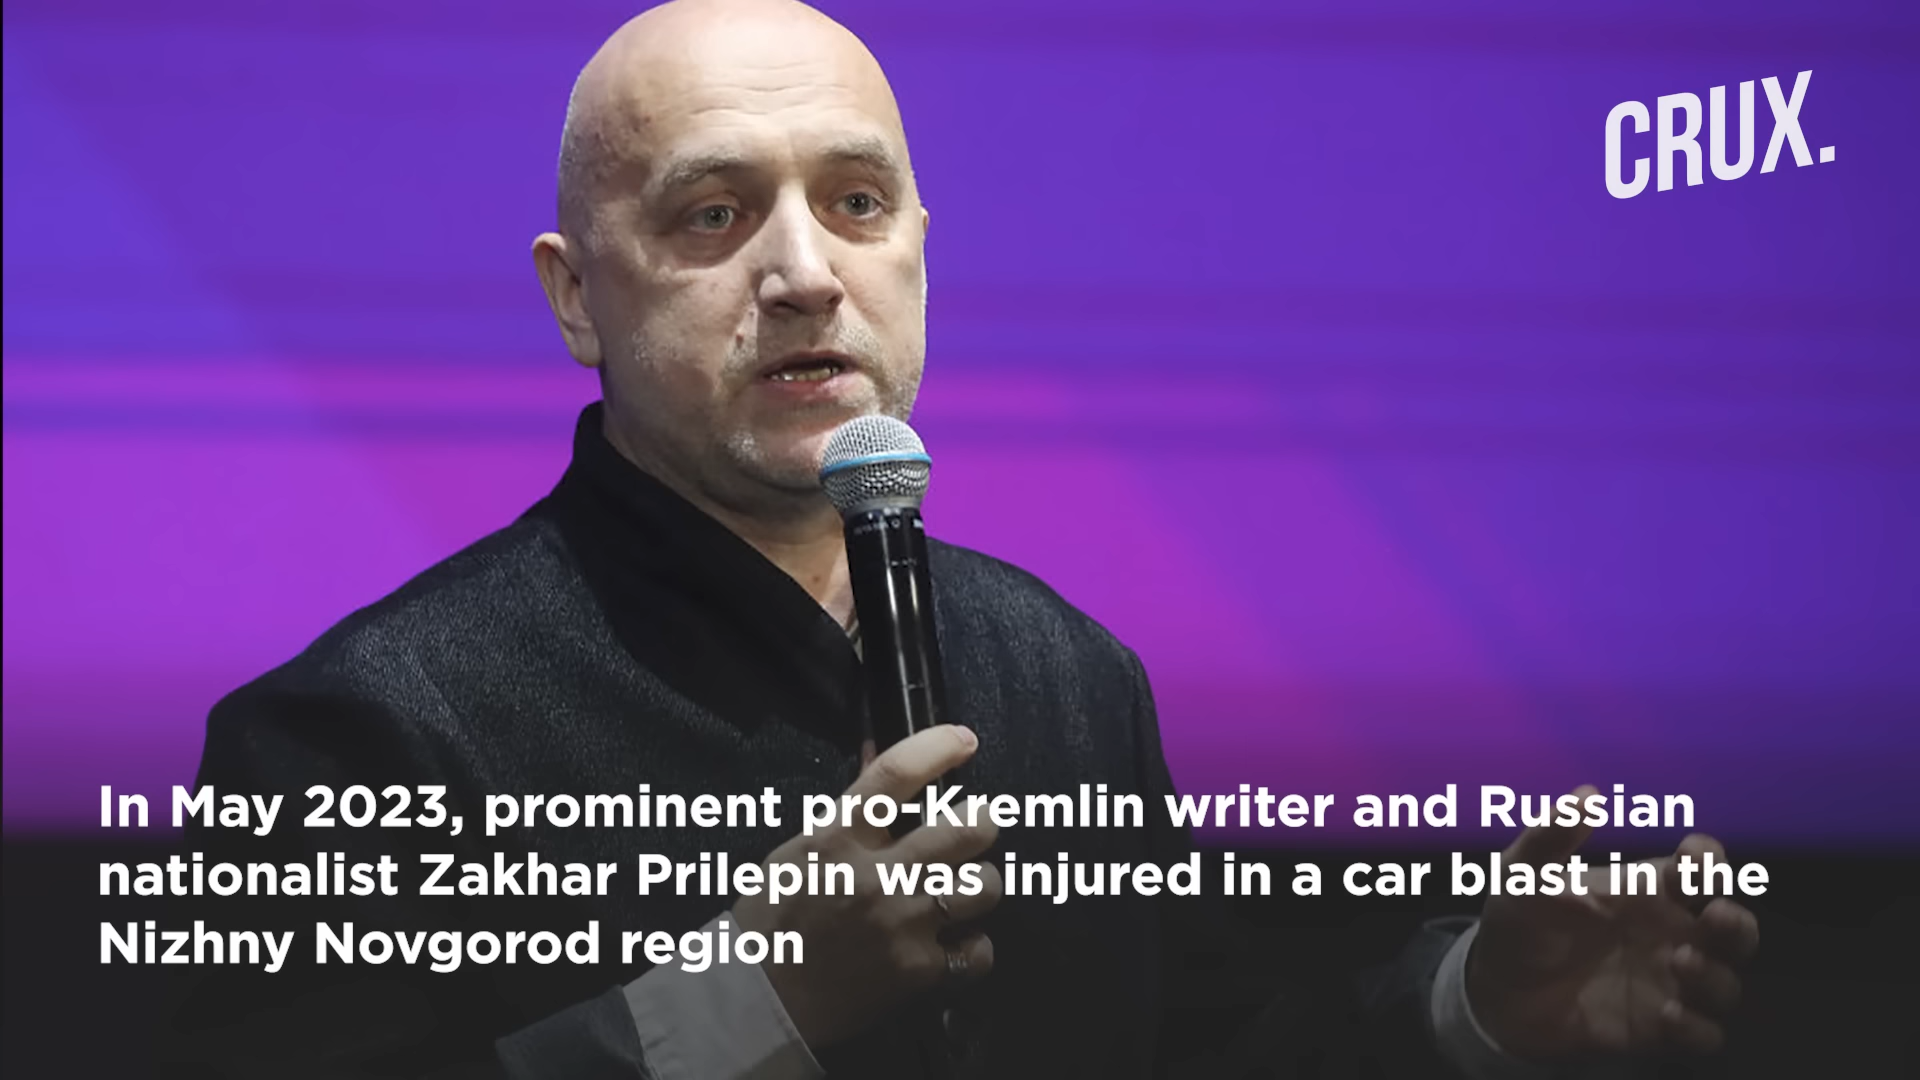 CRUX.
In May 2023, prominent pro-Kremlin writer and Russian
nationalist Zakhar Prilepin was injured in a car blast in the
Nizhny Novgorod region